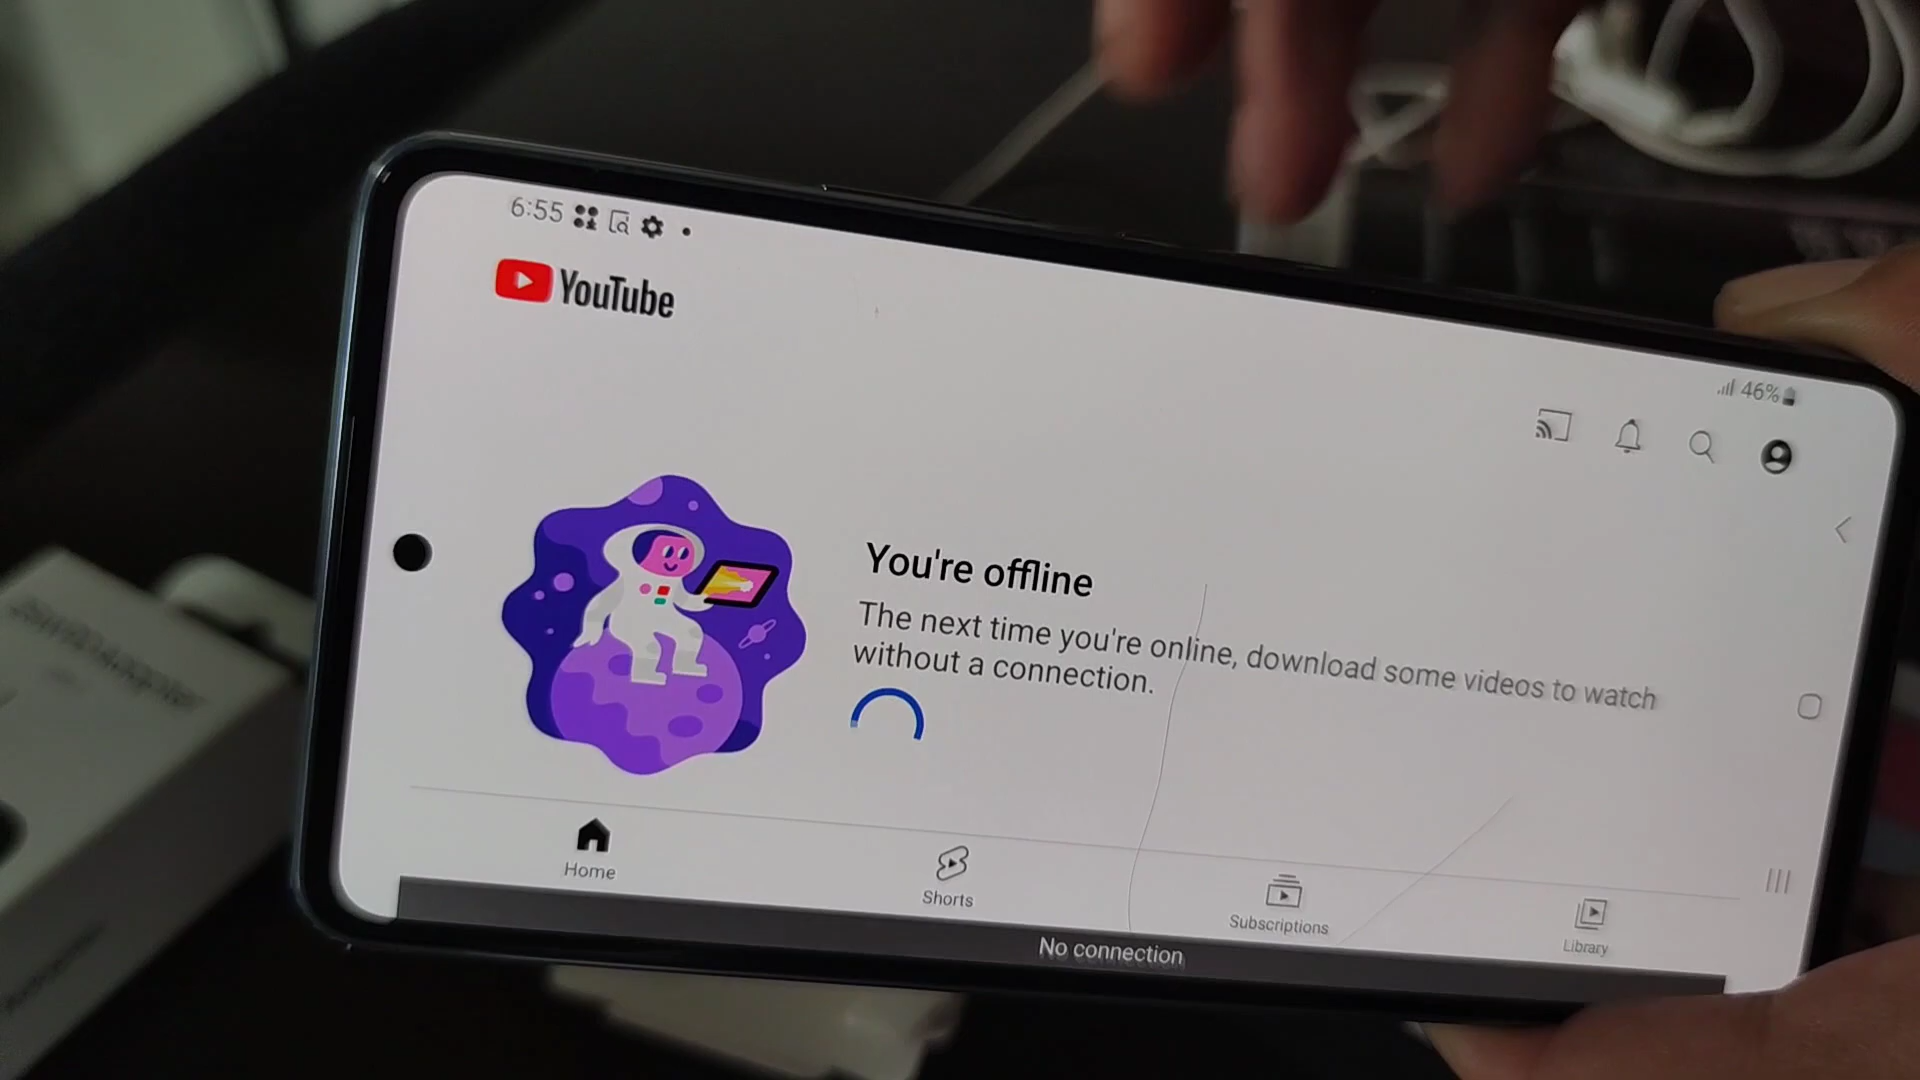 6:55
YouTube
46%
You're offline
The next time you're online, download some videos to watch
without a connection.
Home
Shorts
Subscriptions
Library
No connection